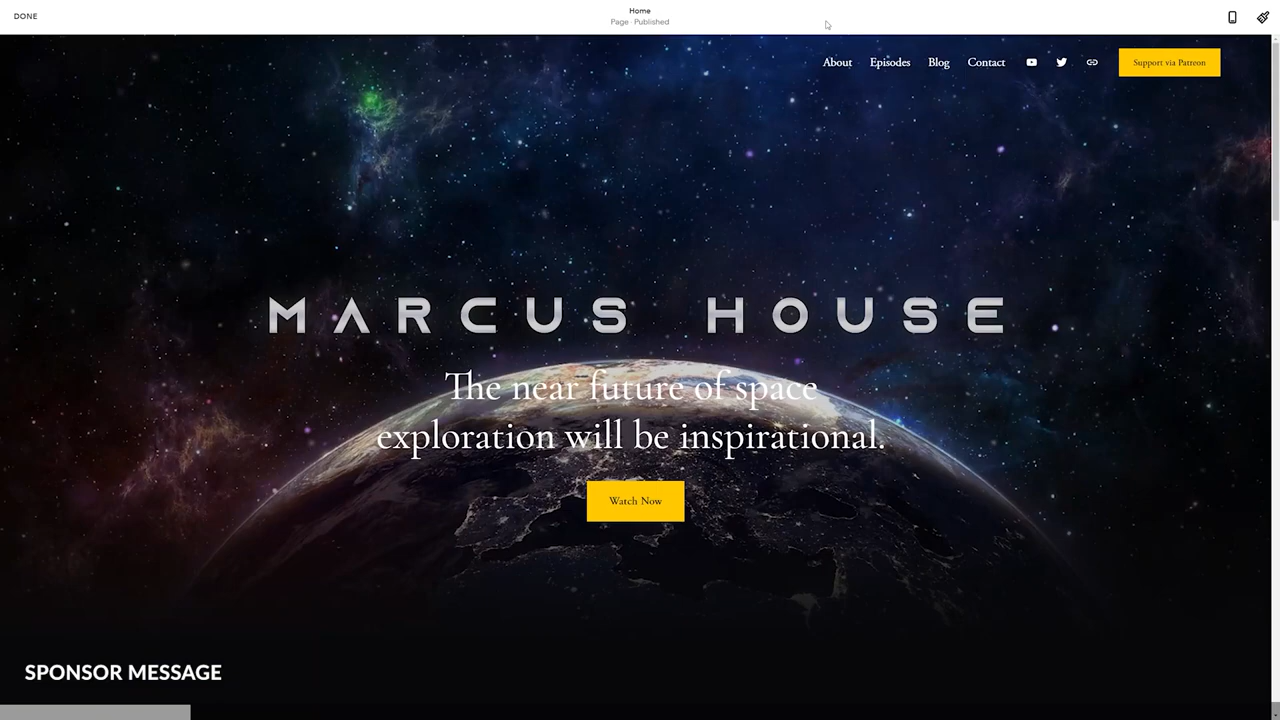 DONE
Home
Page · Published
About Episodes Blog Contact Support via Patreon
MARCUS HOUSE
The near future of space
exploration will be inspirational.
Watch Now
SPONSOR MESSAGE